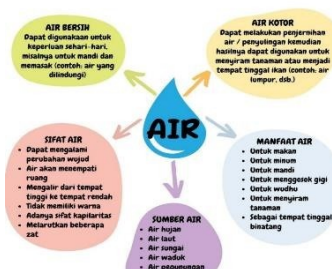 AIR BERSIH
Dapat digunakaan untuk
keperluan sehari-hari,
misalnya untuk mandi dan
memasak (contoh: air yang
dilindungi)
AIR KOTOR
Dapat melakukan penjernihan
air / penyulingan kemudian
hasilnya dapat digunakan untuk
menyiram tanaman atau menjadi
tempat tinggal ikan (contoh: air
lumpur, dsb.)
AIR
SIFAT AIR
• Dapat mengalami
perubahan wujud
• Air akan menempati
ruang
• Mengalir dari tempat
tinggi ke tempat rendah
• Tidak memiliki warna
• Adanya sifat kapilaritas
• Melarutkan beberapa
zat
MANFAAT AIR
• Untuk makan
• Untuk minum
• Untuk mandi
• Untuk menggosok gigi
• Untuk wudhu
• Untuk menyiram
tanaman
• Sebagai tempat tinggal
binatang
SUMBER AIR
• Air hujan
• Air laut
• Air sungai
• Air waduk
• Air pegunungan